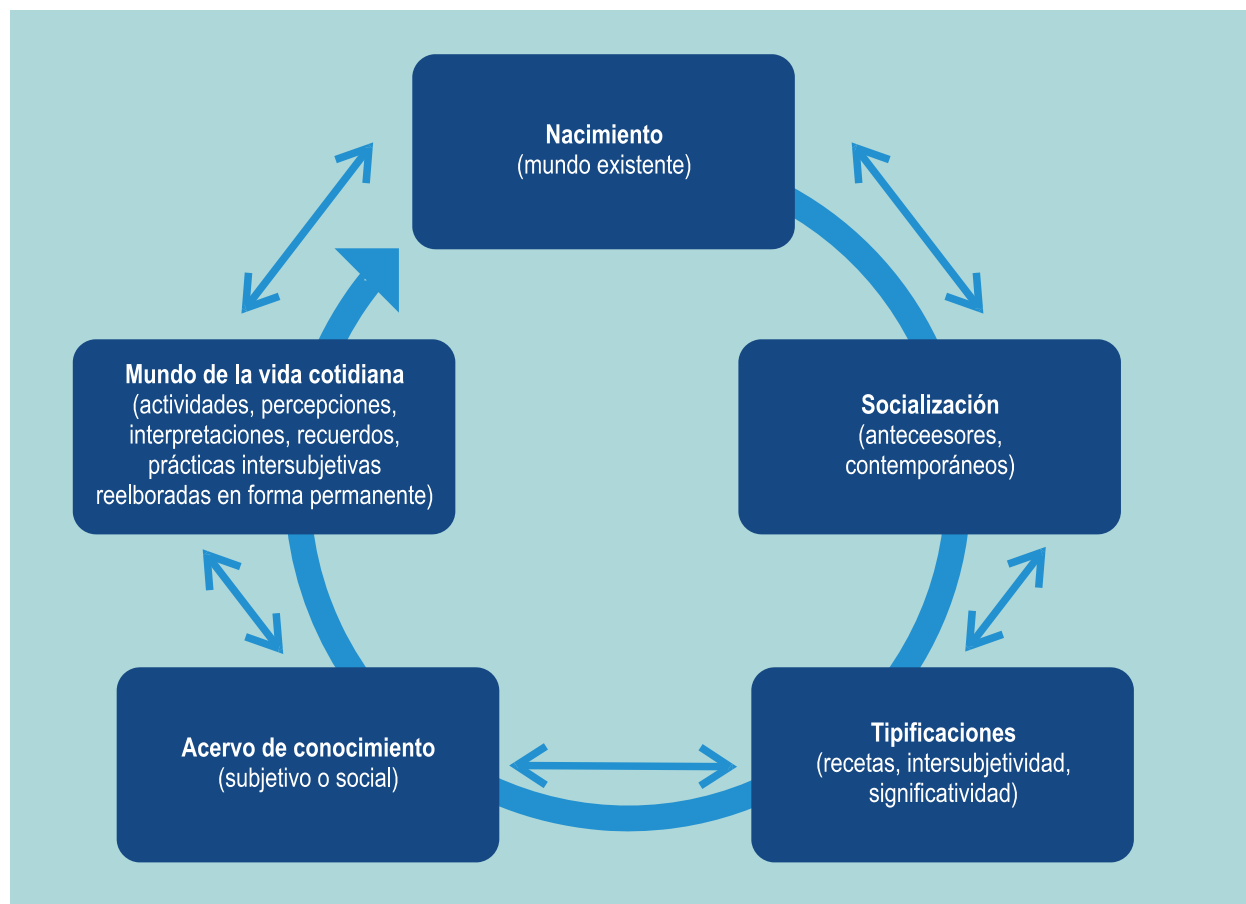 Nacimiento
(mundo existente)
Mundo de la vida cotidiana
(actividades, percepciones,
interpretaciones, recuerdos,
prácticas intersubjetivas
reelboradas en forma permanente)
Socialización
(anteceesores,
contemporáneos)
Acervo de conocimiento
(subjetivo o social)
Tipificaciones
(recetas, intersubjetividad,
significatividad)